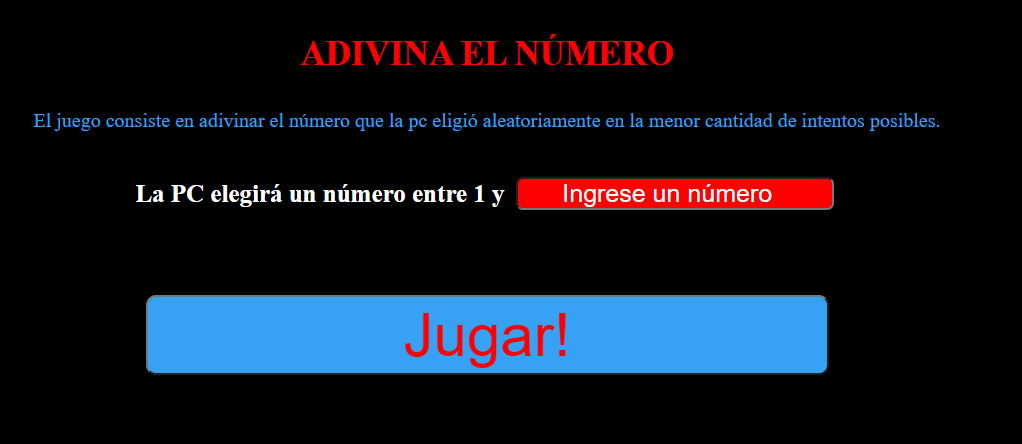 ADIVINA EL NÚMERO
El juego consiste en adivinar el número que la pc eligió aleatoriamente en la menor cantidad de intentos posibles.
La PC elegirá un número entre 1 y Ingrese un número
Jugar!